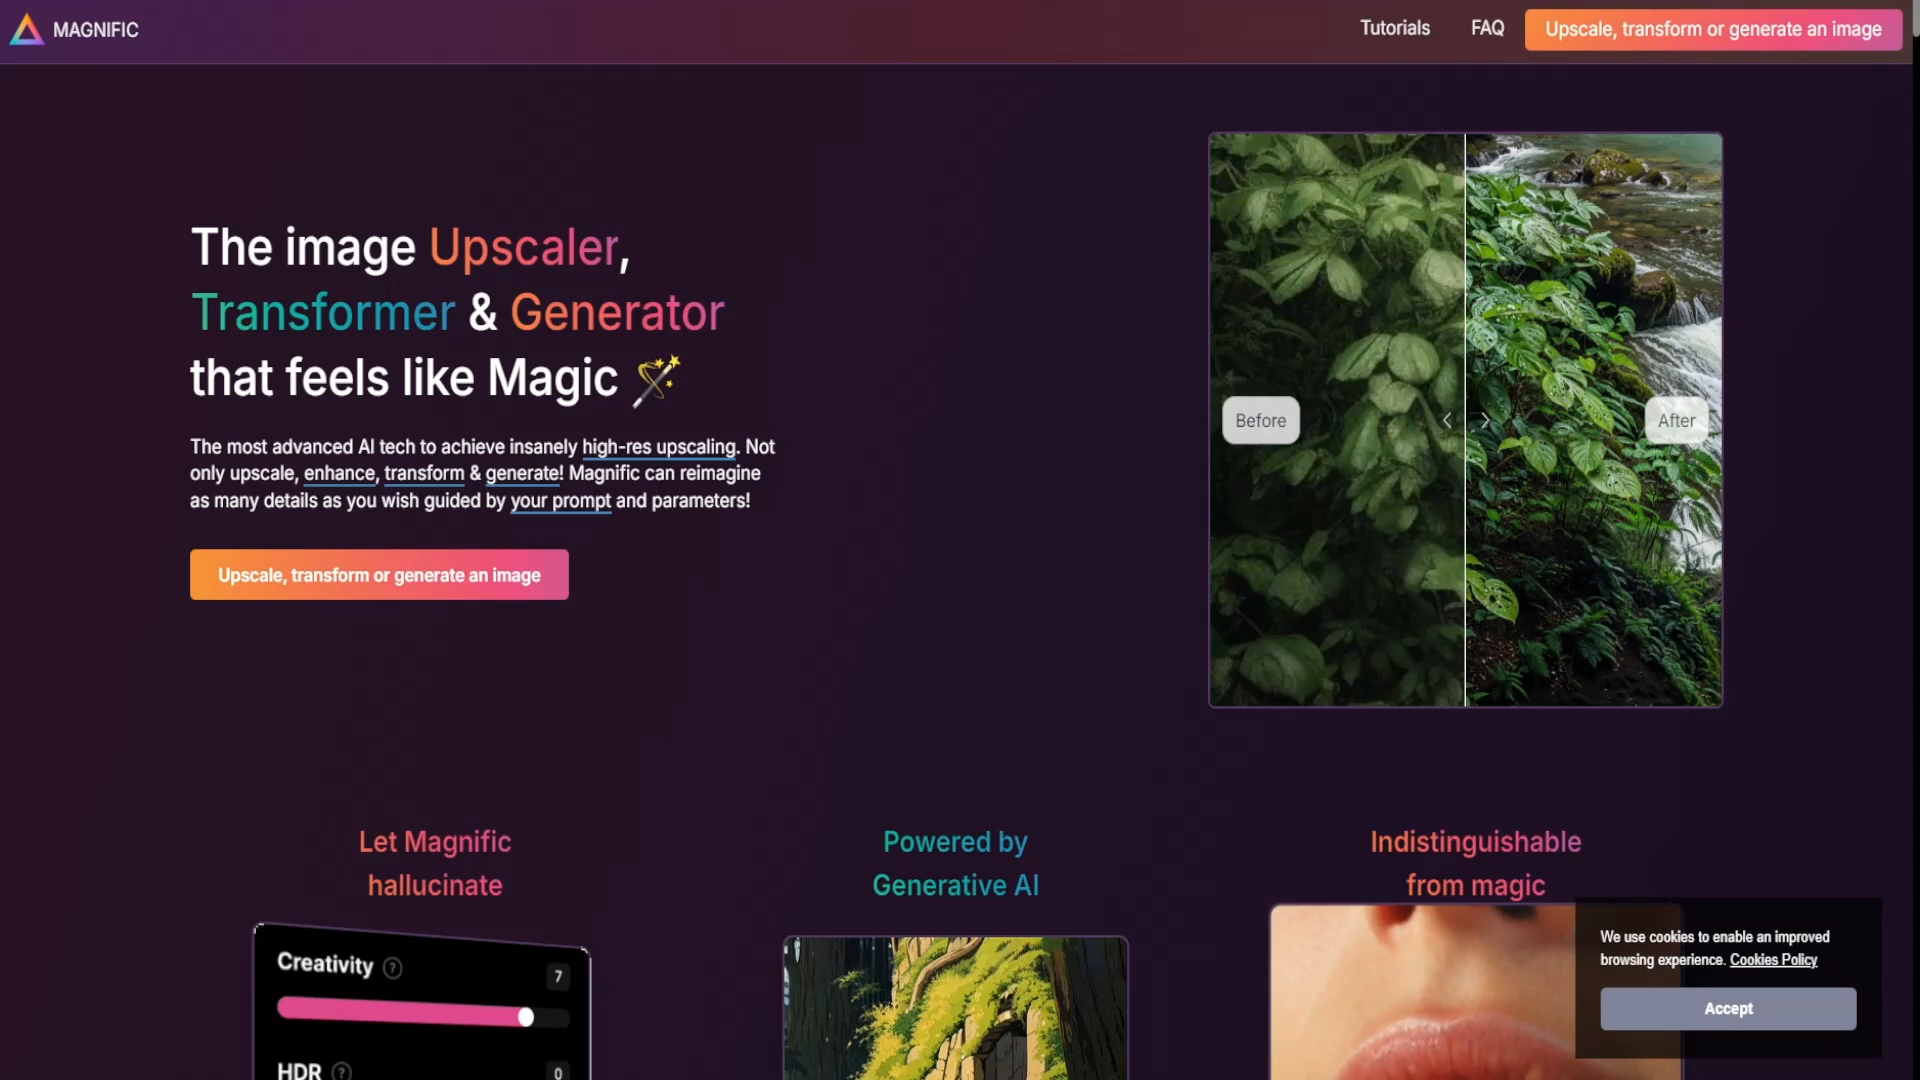 MAGNIFIC
Tutorials
FAQ
Upscale, transform or generate an image
The image Upscaler,
Transformer & Generator
that feels like Magic
The most advanced AI tech to achieve insanely high-res upscaling. Not
only upscale, enhance, transform & generate! Magnific can reimagine
as many details as you wish guided by your prompt and parameters!
Upscale, transform or generate an image
Before
After
Let Magnific
hallucinate
Powered by
Generative AI
Indistinguishable
from magic
Creativity ?
7
HDR ?
0
We use cookies to enable an improved
browsing experience. Cookies Policy
Accept